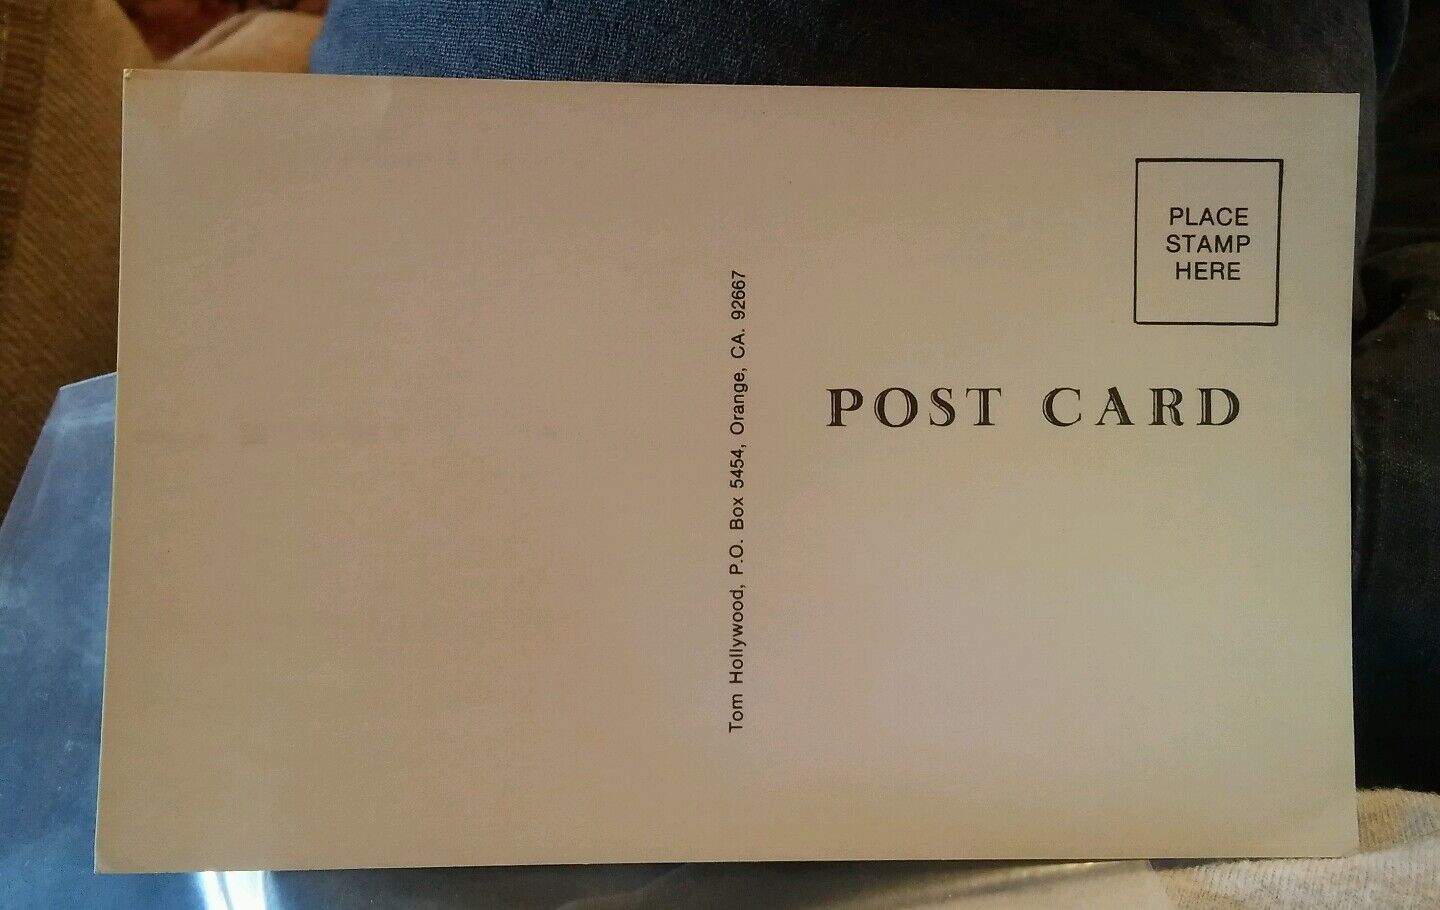 PLACE
STAMP
HERE
POST CARD
Tom Hollywood, P.O. Box 5454, Orange, CA. 92667